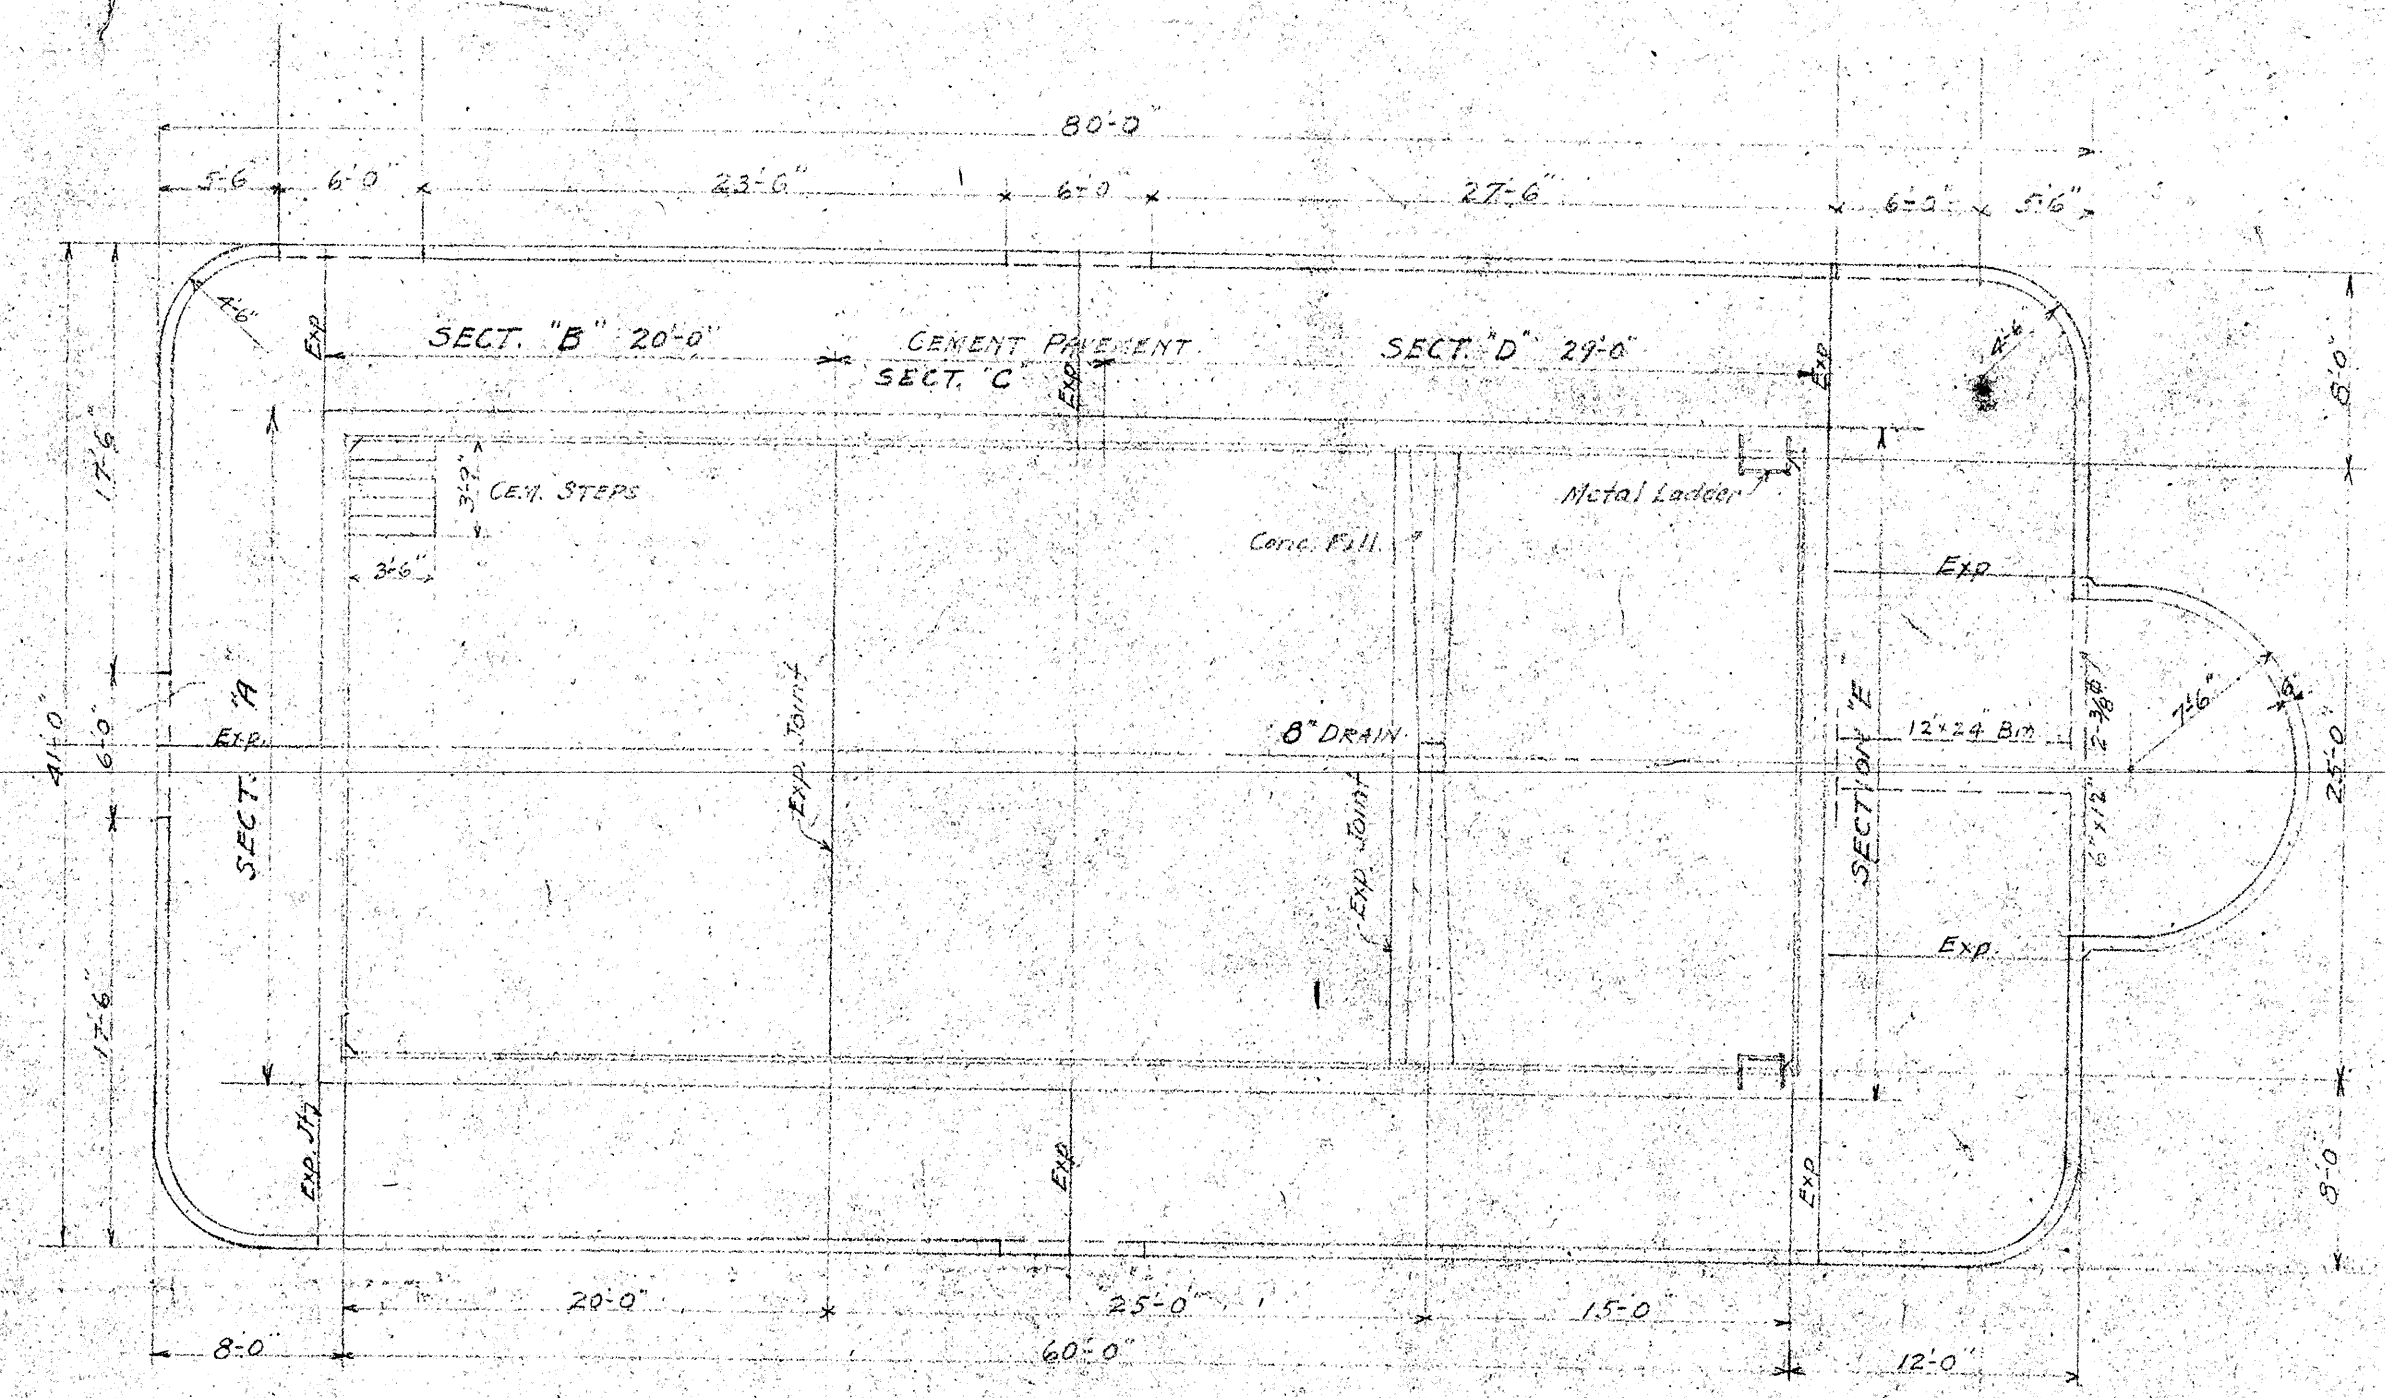 80'-0"
5'-6" 6'-0" 23'-6" 6'-0" 27'-6" 6'-0" 5'-6"
4'-6"
Exp
SECT. "B" 20'-0"
CEMENT PAVEMENT.
SECT. "C"
Exp
SECT. "D" 29'-0"
Exp
4'-6"
8'-0"
17'-6"
3'-9"
CEM. STEPS
Metal Ladder
Conc. Fill.
3'-6"
Exp
41'-0"
6'-0"
SECT. "A"
Exp.
Exp. Joint
8" DRAIN.
Exp. Joint
SECTION "E"
12"x24" Bm
2-3/8"φ
6"x12"
7'-6"
6"
25'-0"
Exp.
17'-6"
Exp. Jt.
Exp
Exp
8'-0"
20'-0" 25'-0" 15'-0"
8'-0" 60'-0" 12'-0"